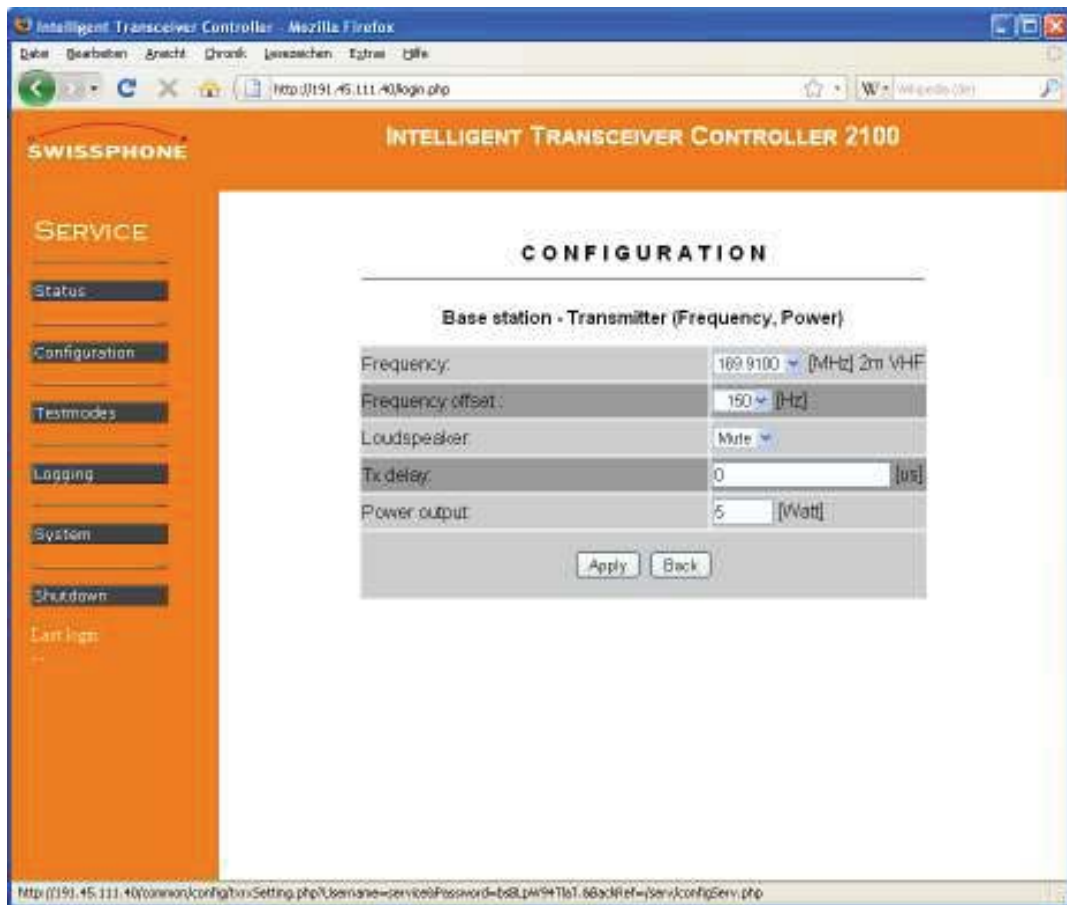 Intelligent Transceiver Controller - Mozilla Firefox
Datei Bearbeiten Ansicht Chronik Lesezeichen Extras Hilfe
http://191.45.111.40/login.php
W Wikipedia (de)
SWISSPHONE
INTELLIGENT TRANSCEIVER CONTROLLER 2100
SERVICE
Status
Configuration
Testmodes
Logging
System
Shutdown
Last login
--
CONFIGURATION
Base station - Transmitter (Frequency, Power)
Frequency: 169.9100 [MHz] 2m VHF
Frequency offset : 150 [Hz]
Loudspeaker: Mute
Tx delay: 0 [us]
Power output: 5 [Watt]
Apply Back